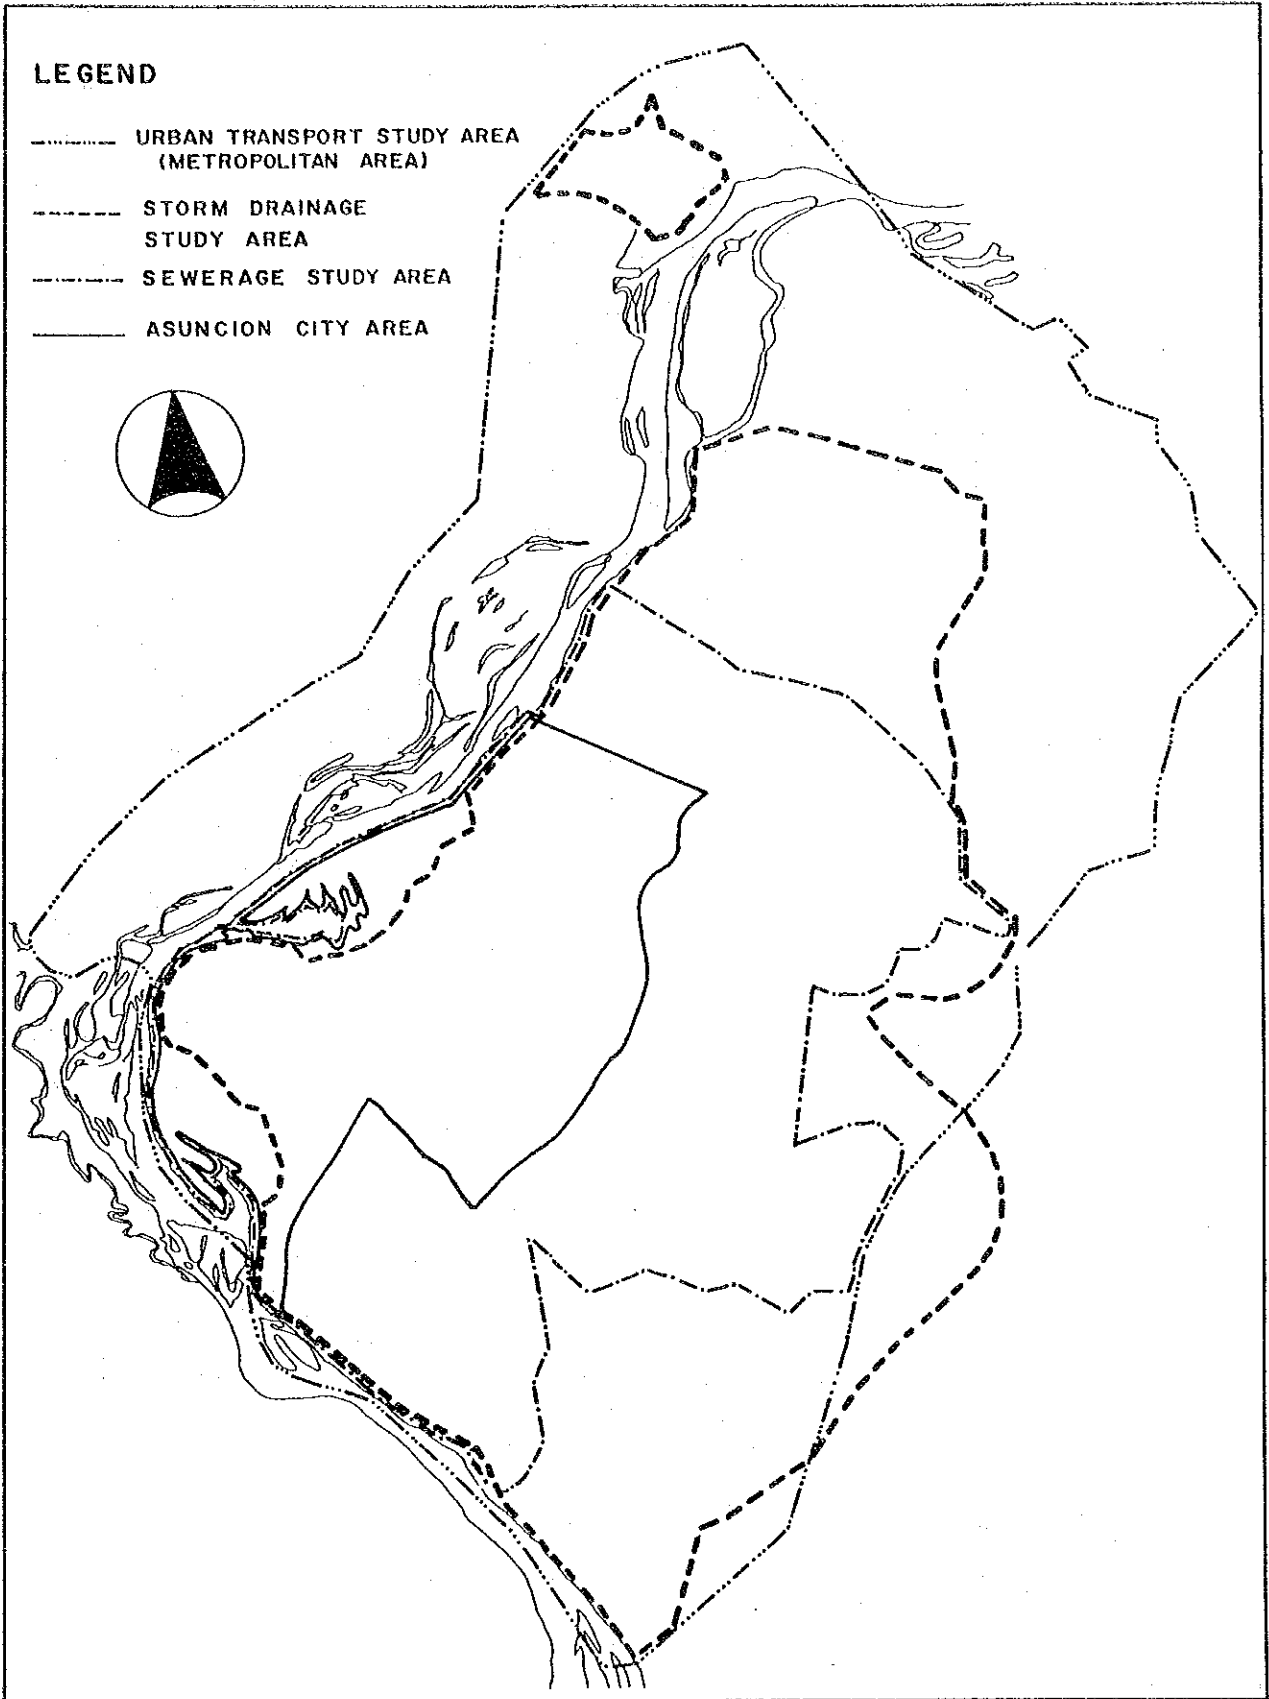 LEGEND
URBAN TRANSPORT STUDY AREA
(METROPOLITAN AREA)
STORM DRAINAGE
STUDY AREA
SEWERAGE STUDY AREA
ASUNCION CITY AREA